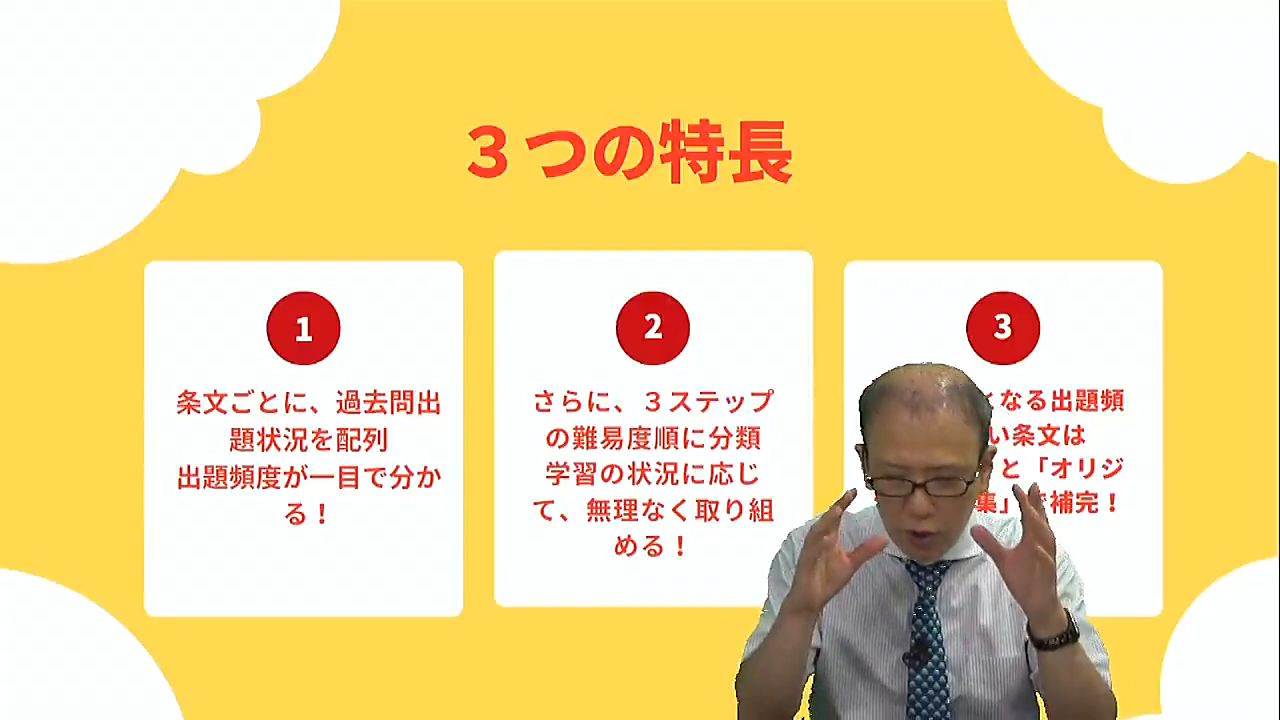 ３つの特長
1
条文ごとに、過去問出
題状況を配列
出題頻度が一目で分か
る！
2
さらに、３ステップ
の難易度順に分類
学習の状況に応じ
て、無理なく取り組
める！
3
なる出題頻
い条文は
と「オリジ
集」で補完！